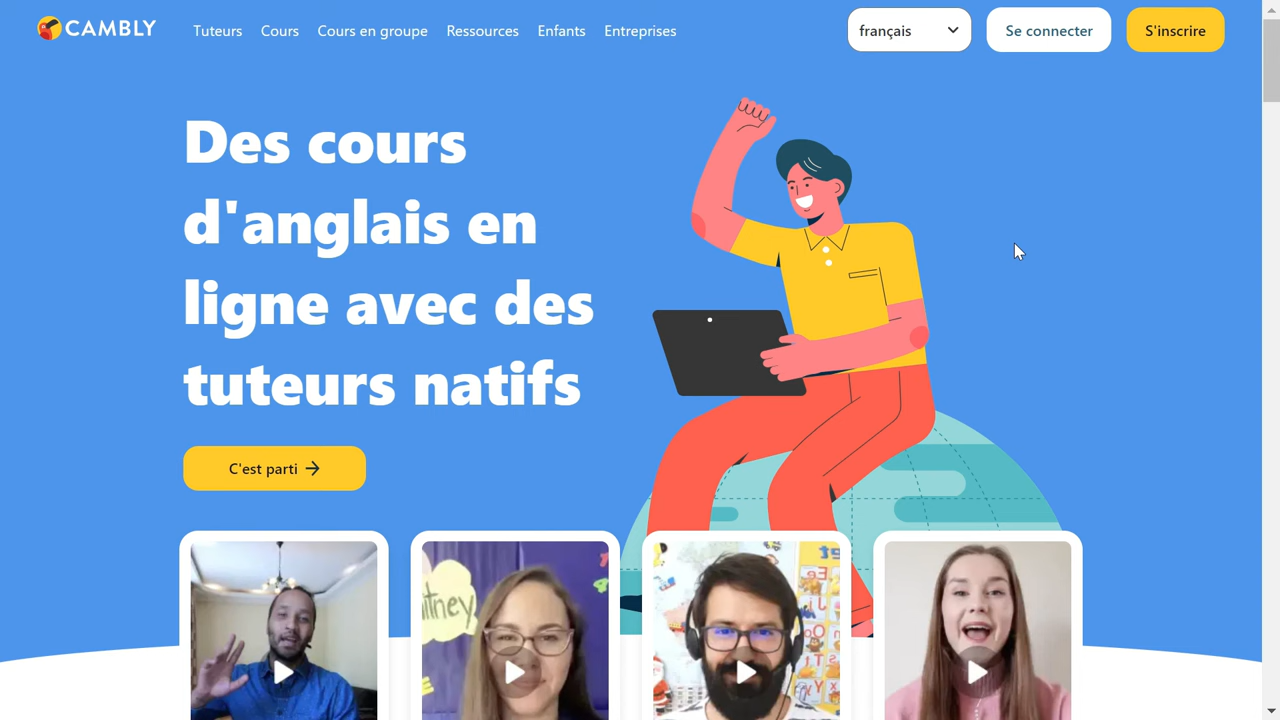 CAMBLY
Tuteurs
Cours
Cours en groupe
Ressources
Enfants
Entreprises
français
Se connecter
S'inscrire
Des cours
d'anglais en
ligne avec des
tuteurs natifs
C'est parti